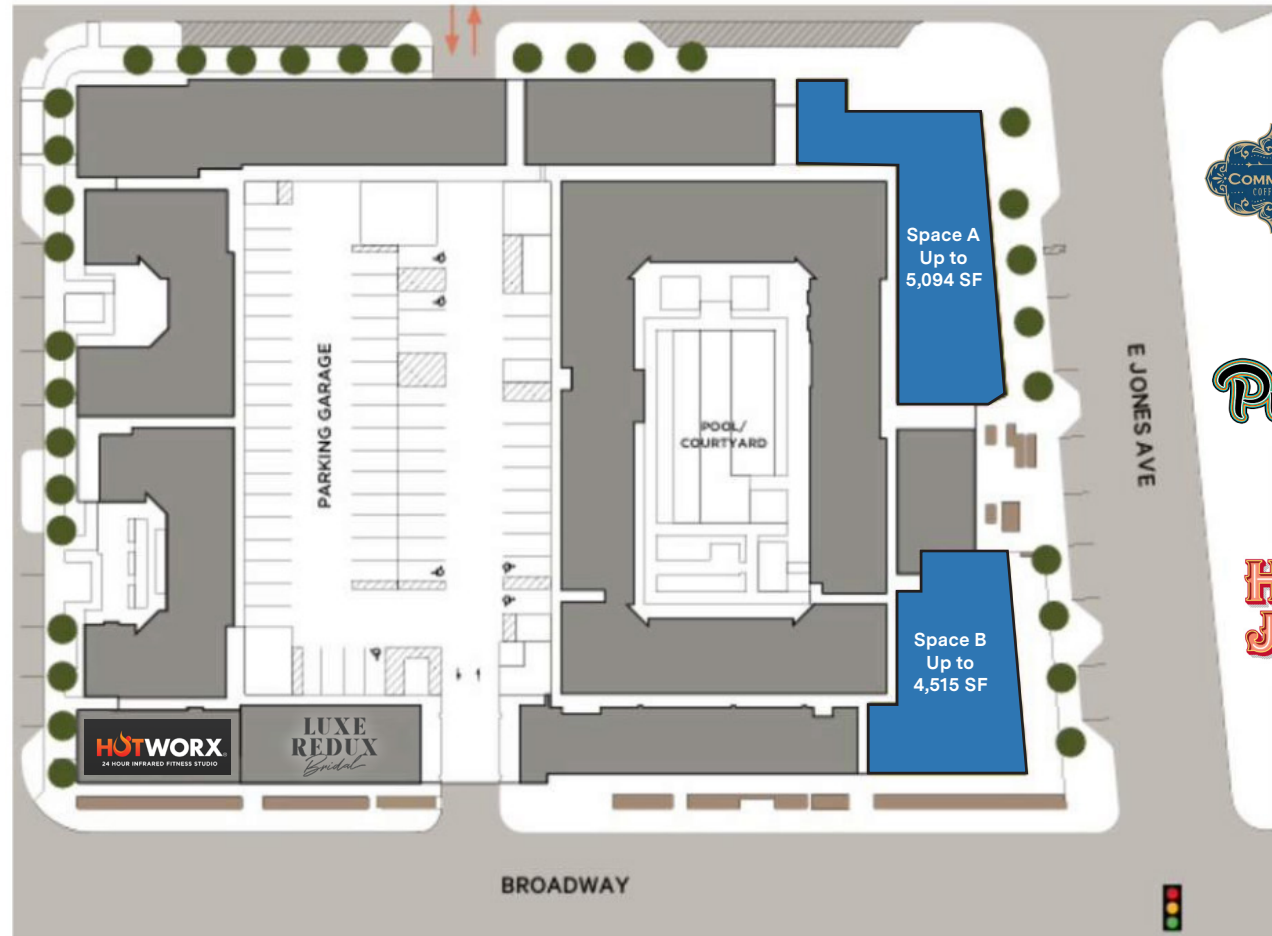 Space A
Up to
5,094 SF
PARKING GARAGE
POOL/
COURTYARD
E JONES AVE
Space B
Up to
4,515 SF
HOTWORX
24 HOUR INFRARED FITNESS STUDIO
LUXE
REDUX
Bridal
BROADWAY